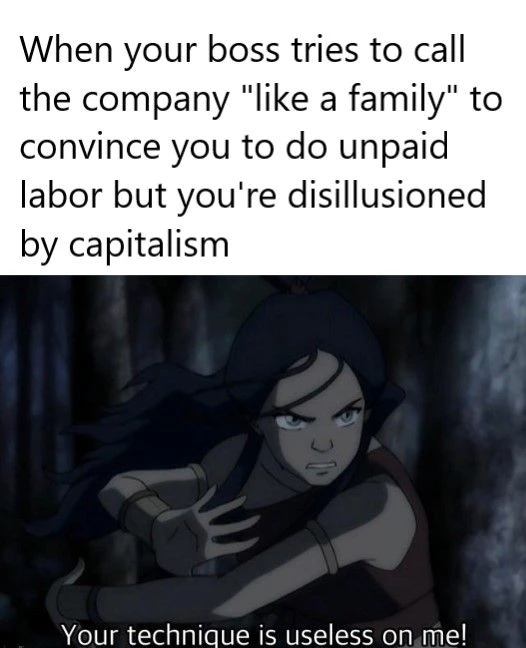 When your boss tries to call
the company "like a family" to
convince you to do unpaid
labor but you're disillusioned
by capitalism
Your technique is useless on me!